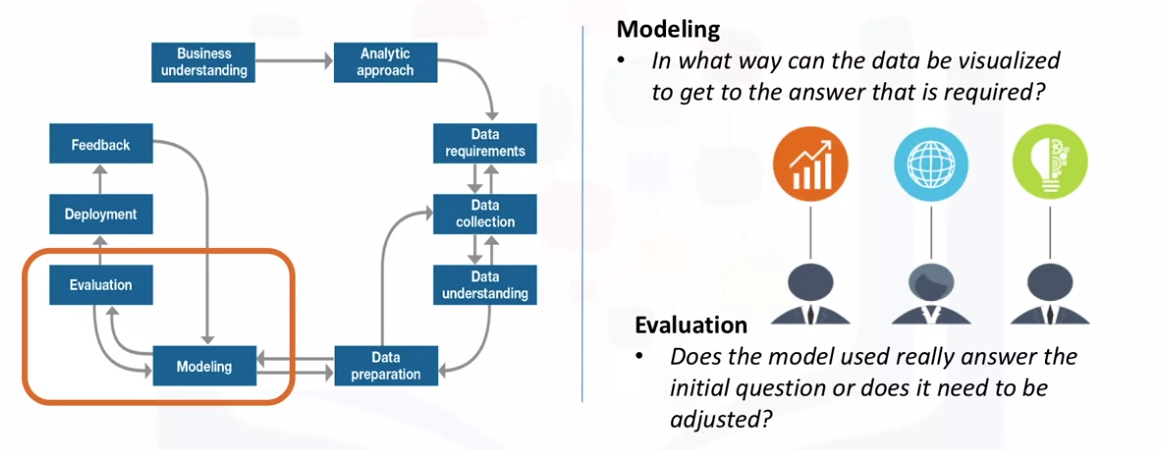 Business
understanding
Analytic
approach
Feedback
Data
requirements
Deployment
Data
collection
Evaluation
Data
understanding
Modeling
Data
preparation
Modeling
• In what way can the data be visualized
to get to the answer that is required?
Evaluation
• Does the model used really answer the
initial question or does it need to be
adjusted?